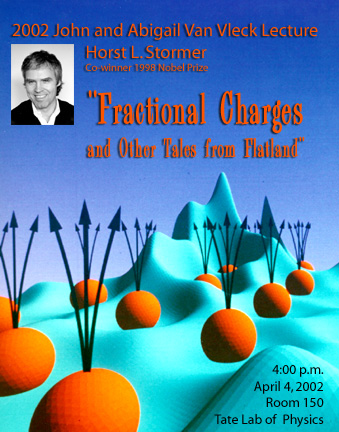 2002 John and Abigail Van Vleck Lecture
Horst L. Stormer
Co-winner 1998 Nobel Prize
"Fractional Charges
and Other Tales from Flatland"
4:00 p.m.
April 4, 2002
Room 150
Tate Lab of Physics